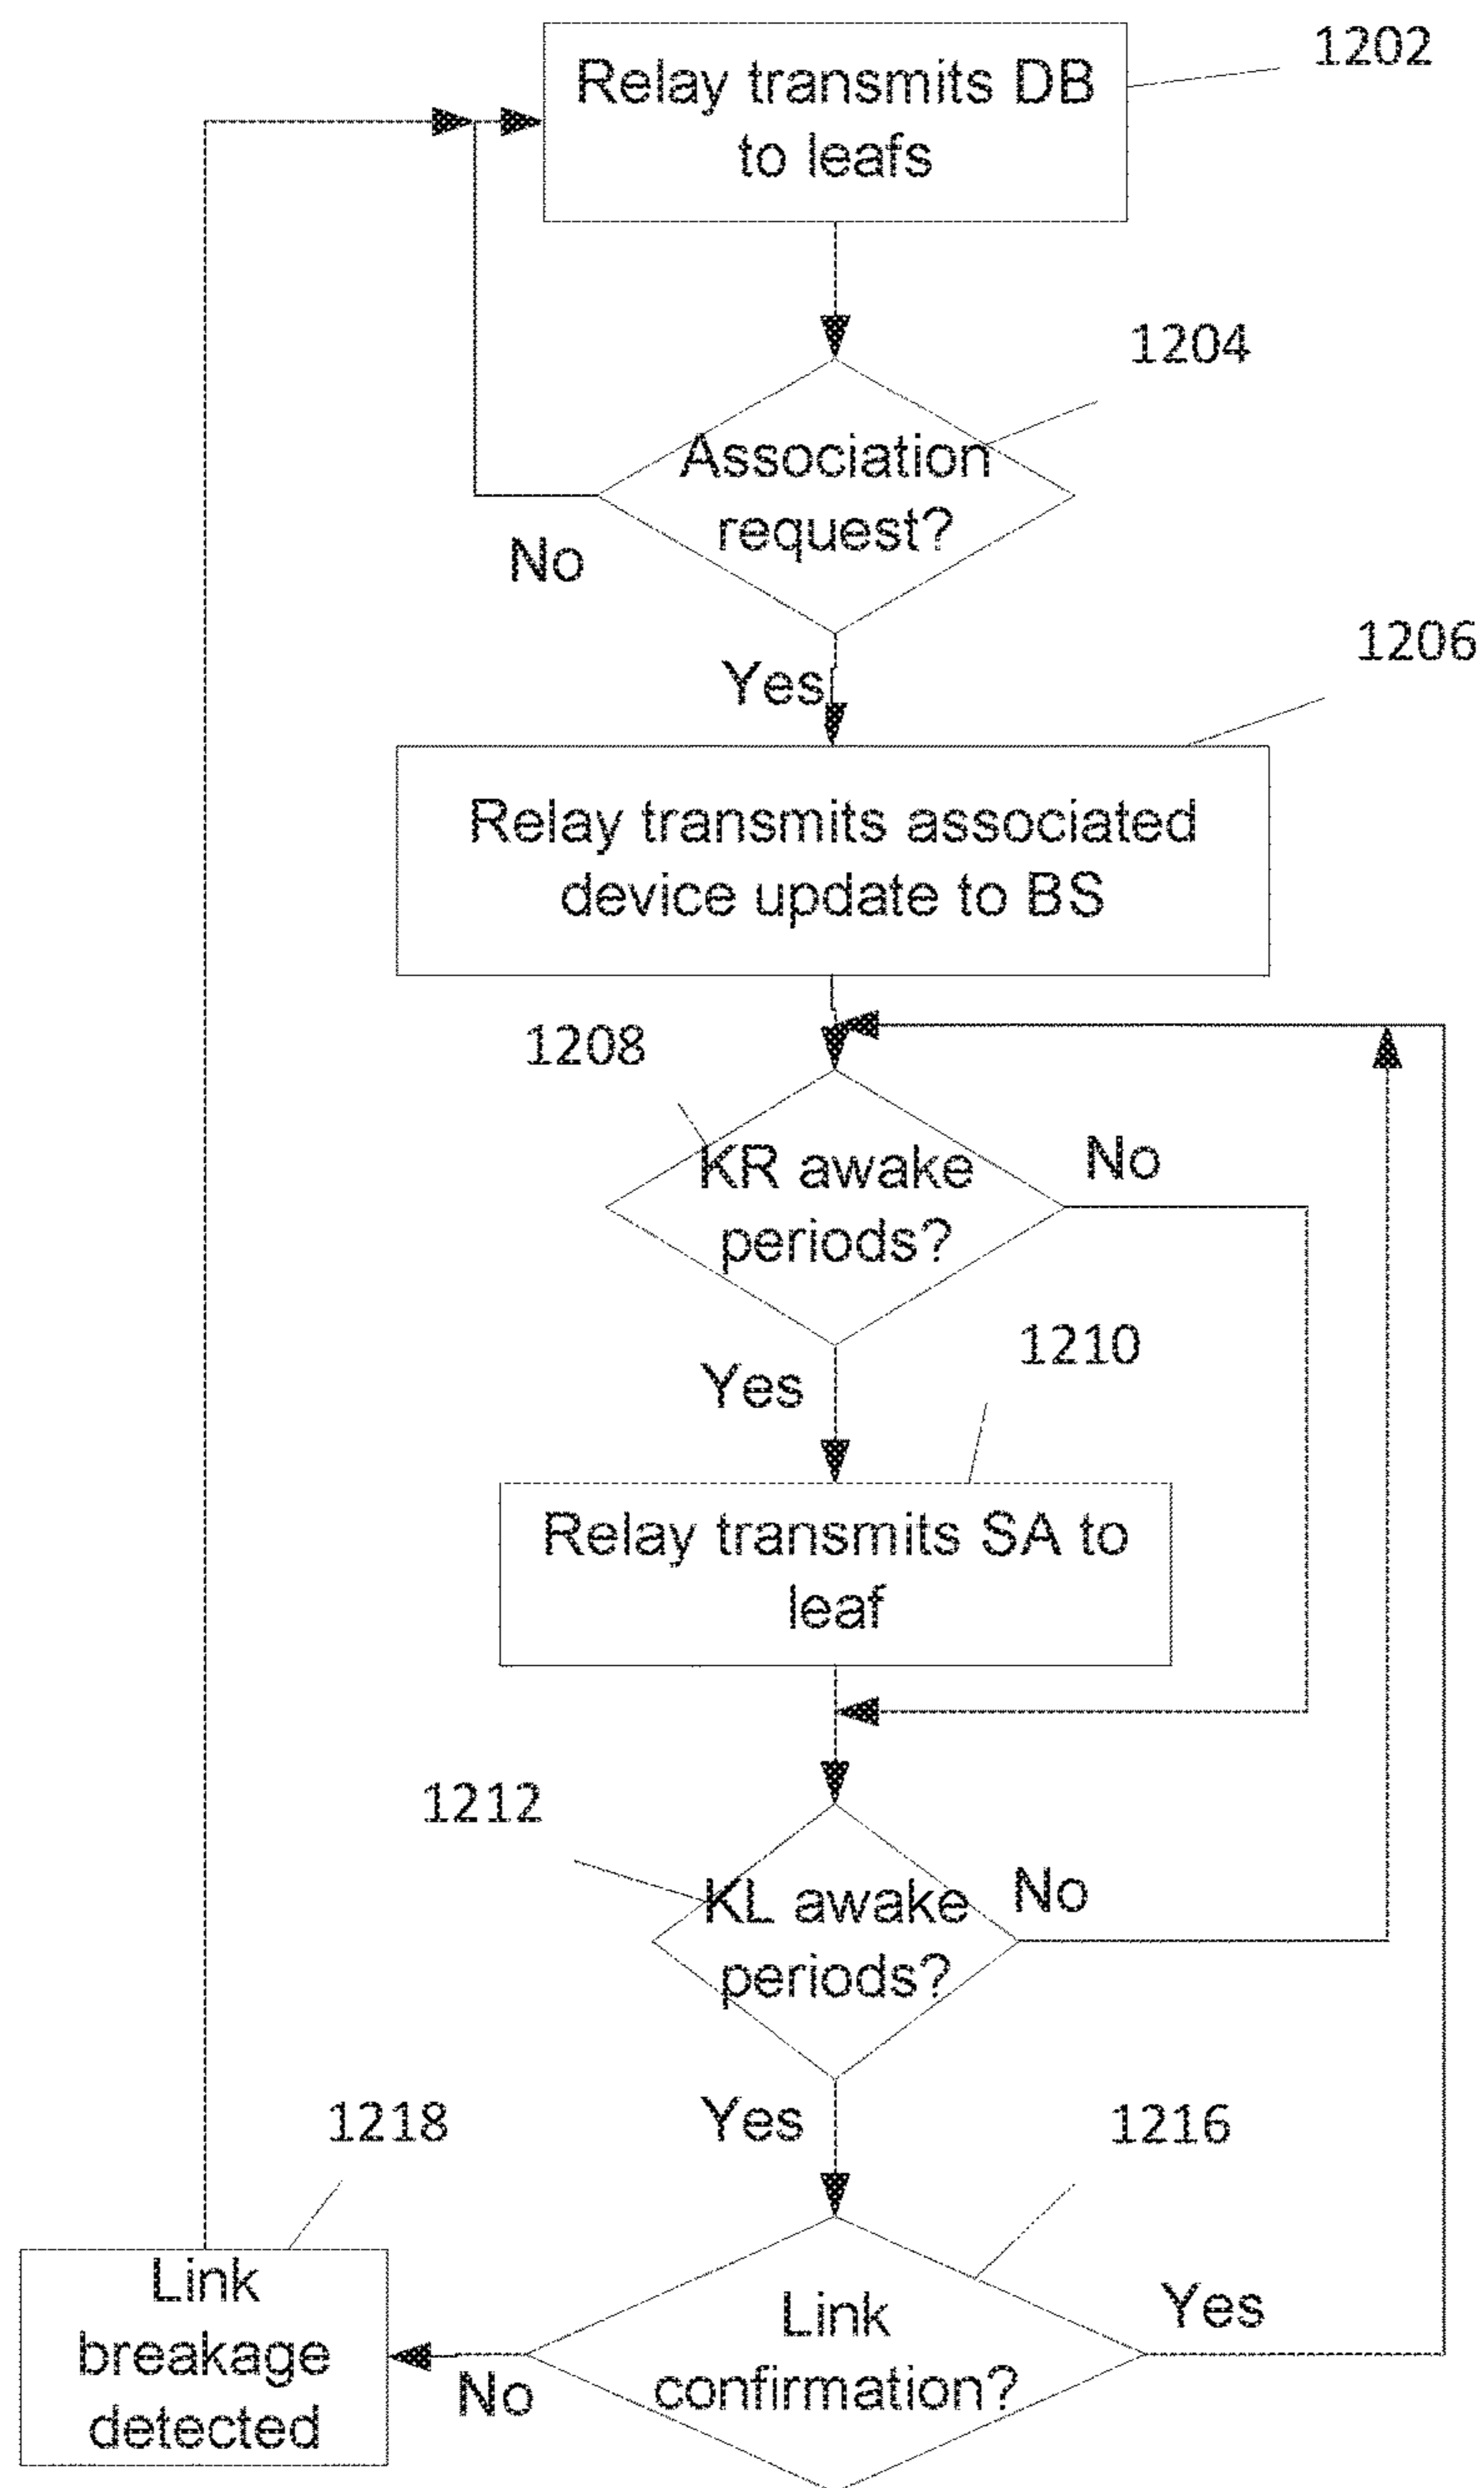 1202
Relay transmits DB
to leafs
1204
Association
request?
No
Yes
1206
Relay transmits associated
device update to BS
1208
KR awake
periods?
No
Yes
1210
Relay transmits SA to
leaf
1212
KL awake
periods?
No
Yes
1218
1216
Link
breakage
detected
No
Link
confirmation?
Yes